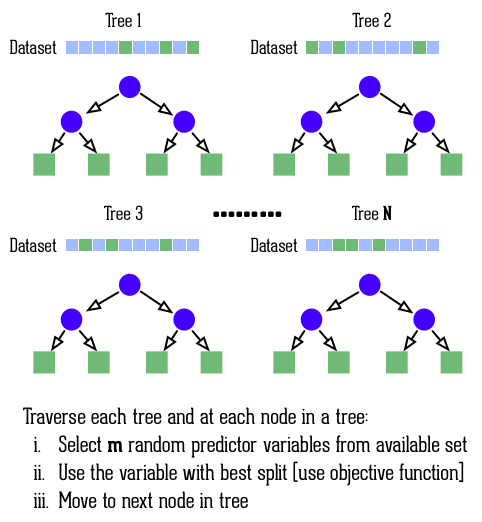 Tree 1
Tree 2
Dataset
Dataset
Tree 3
Tree N
Dataset
Dataset
Traverse each tree and at each node in a tree:
i. Select m random predictor variables from available set
ii. Use the variable with best split [use objective function]
iii. Move to next node in tree